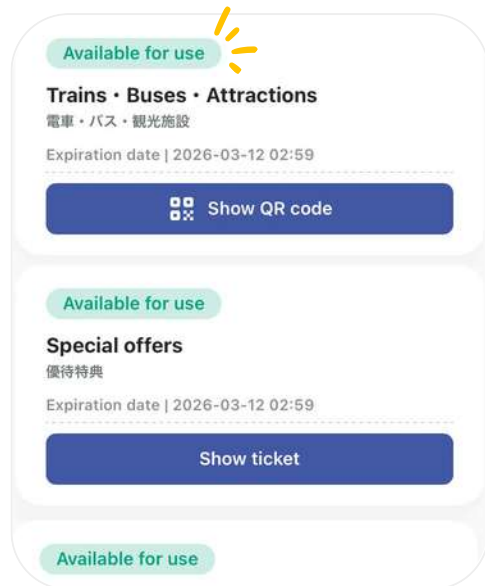 Available for use
Trains・Buses・Attractions
電車・バス・観光施設
Expiration date | 2026-03-12 02:59
Show QR code
Available for use
Special offers
優待特典
Expiration date | 2026-03-12 02:59
Show ticket
Available for use